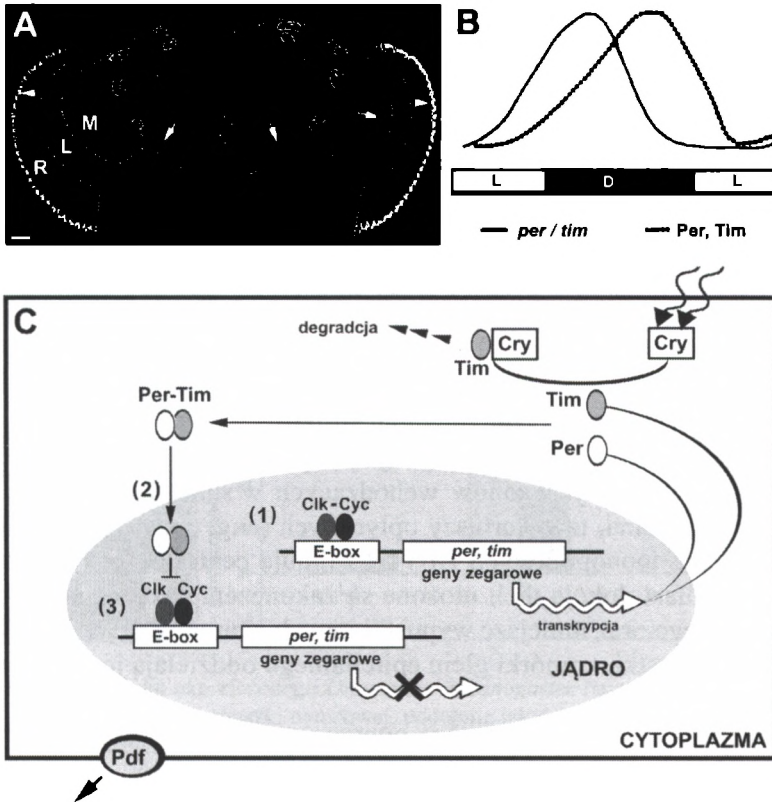 A
M
L
R
B
L D L
per / tim Per, Tim
C
degradcja
Cry Cry
Tim
Per-Tim
Tim
Per
(2)
(1)
Clk-Cyc
E-box per, tim
geny zegarowe
transkrypcja
Clk Cyc
(3)
E-box per, tim
geny zegarowe
JĄDRO
CYTOPLAZMA
Pdf